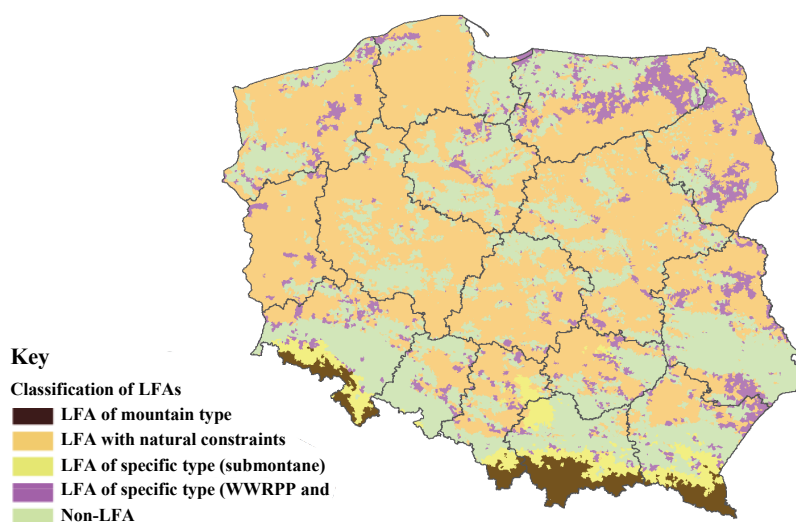 Key
Classification of LFAs
LFA of mountain type
LFA with natural constraints
LFA of specific type (submontane)
LFA of specific type (WWRPP and
Non-LFA